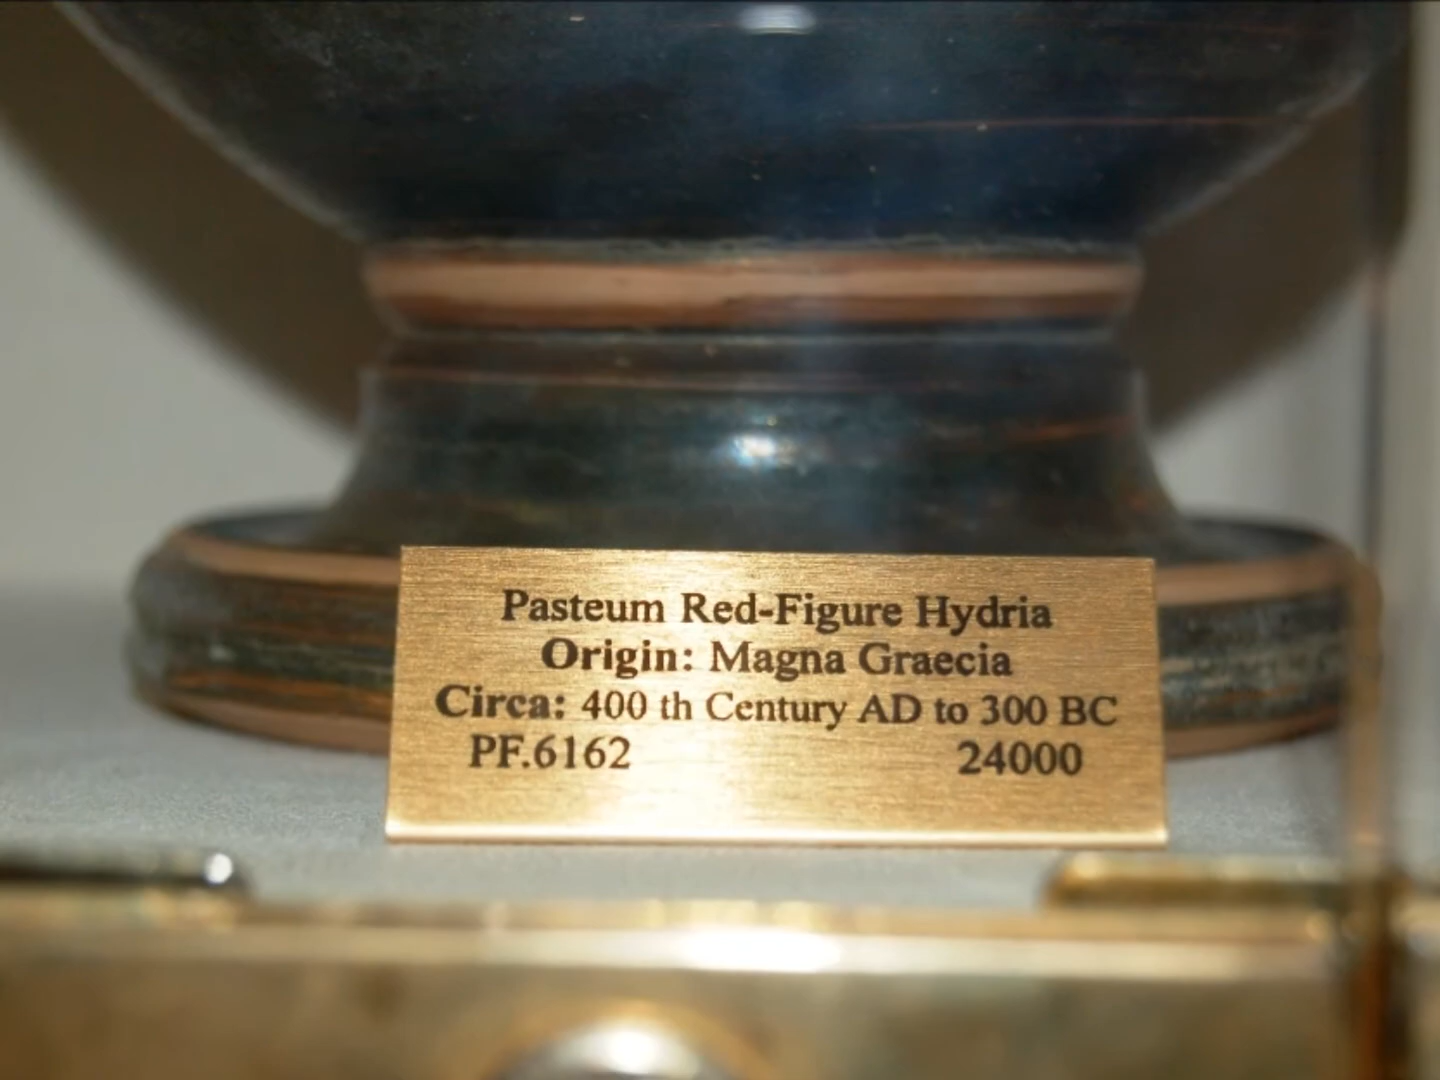 Pasteum Red-Figure Hydria
Origin: Magna Graecia
Circa: 400 th Century AD to 300 BC
PF.6162 24000